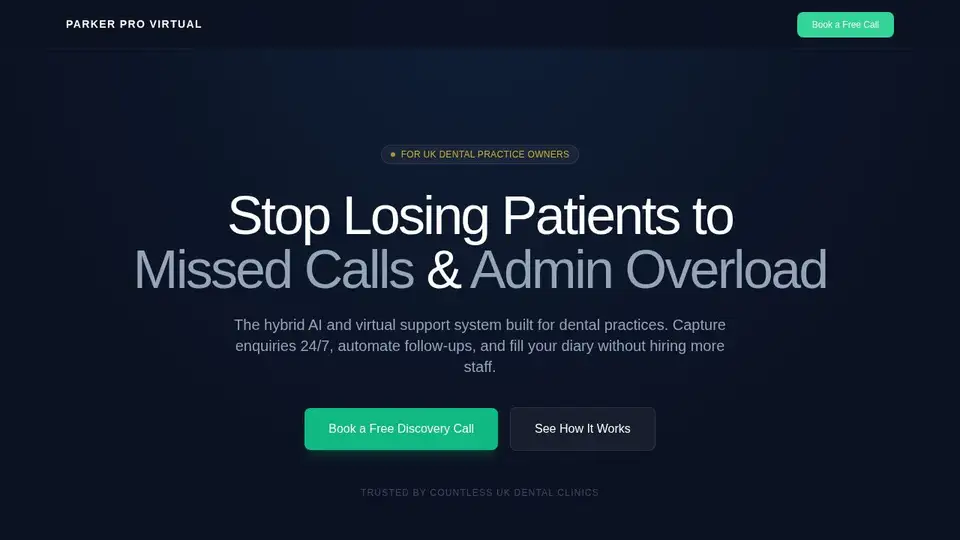 PARKER PRO VIRTUAL
Book a Free Call
FOR UK DENTAL PRACTICE OWNERS
Stop Losing Patients to
Missed Calls & Admin Overload
The hybrid AI and virtual support system built for dental practices. Capture
enquiries 24/7, automate follow-ups, and fill your diary without hiring more
staff.
Book a Free Discovery Call
See How It Works
TRUSTED BY COUNTLESS UK DENTAL CLINICS